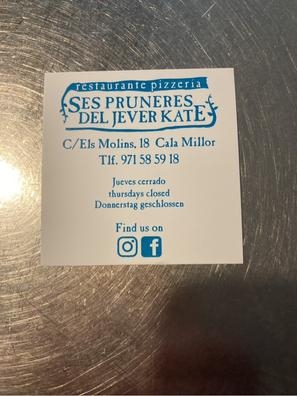 restaurante pizzería
SES PRUNERES
DEL JEVER KATE
C/Els Molins, 18 Cala Millor
Tlf. 971 58 59 18
Jueves cerrado
thursdays closed
Donnerstag geschlossen
Find us on